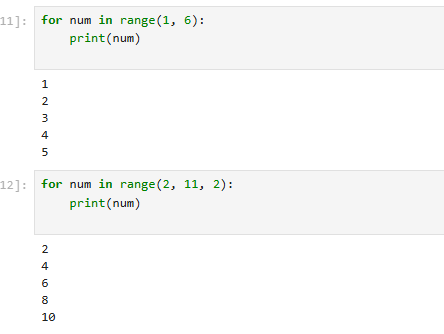 11]: for num in range(1, 6):
    print(num)
1
2
3
4
5
12]: for num in range(2, 11, 2):
    print(num)
2
4
6
8
10